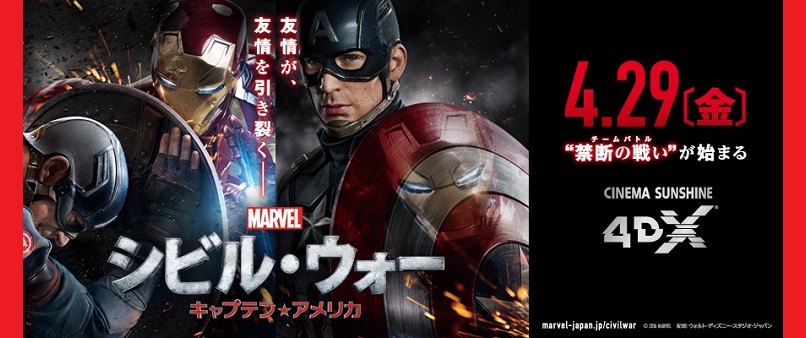 友情が、
友情を引き裂く――
MARVEL
シビル・ウォー
キャプテン★アメリカ
4.29〔金〕
チームバトル
“禁断の戦い”が始まる
CINEMA SUNSHINE
4DX®
marvel-japan.jp/civilwar © 2016 MARVEL 配給:ウォルト・ディズニー・スタジオ・ジャパン